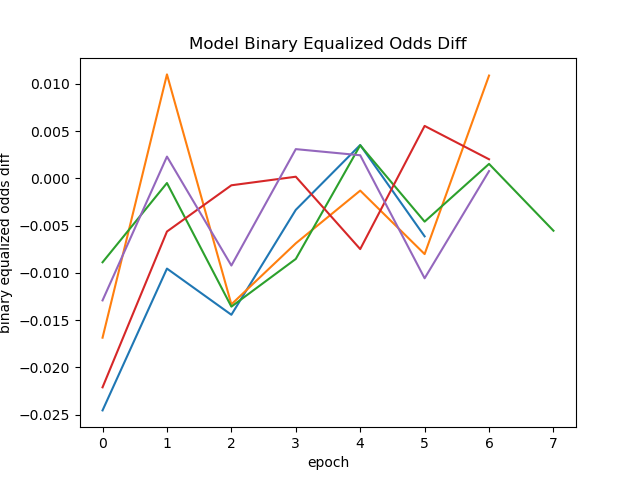 Model Binary Equalized Odds Diff
0.010
0.005
0.000
−0.005
−0.010
−0.015
−0.020
−0.025
binary equalized odds diff
0 1 2 3 4 5 6 7
epoch